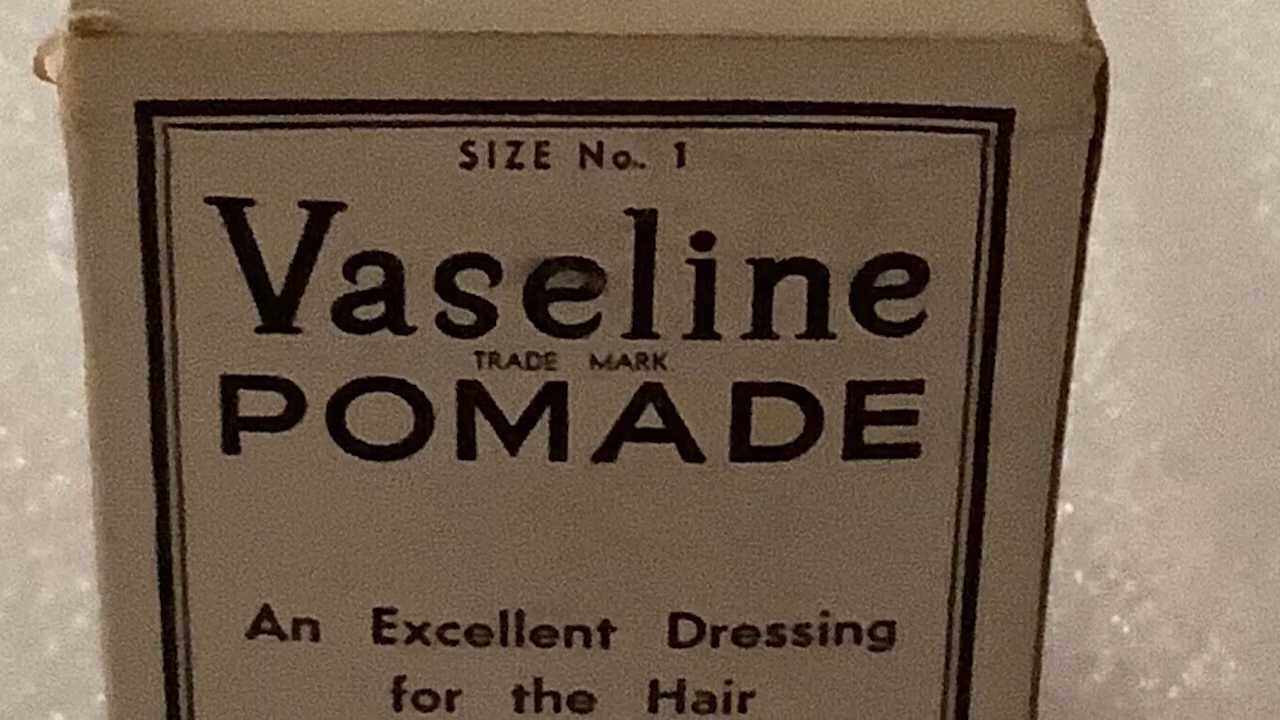 SIZE No. 1
Vaseline
TRADE MARK
POMADE
An Excellent Dressing
for the Hair